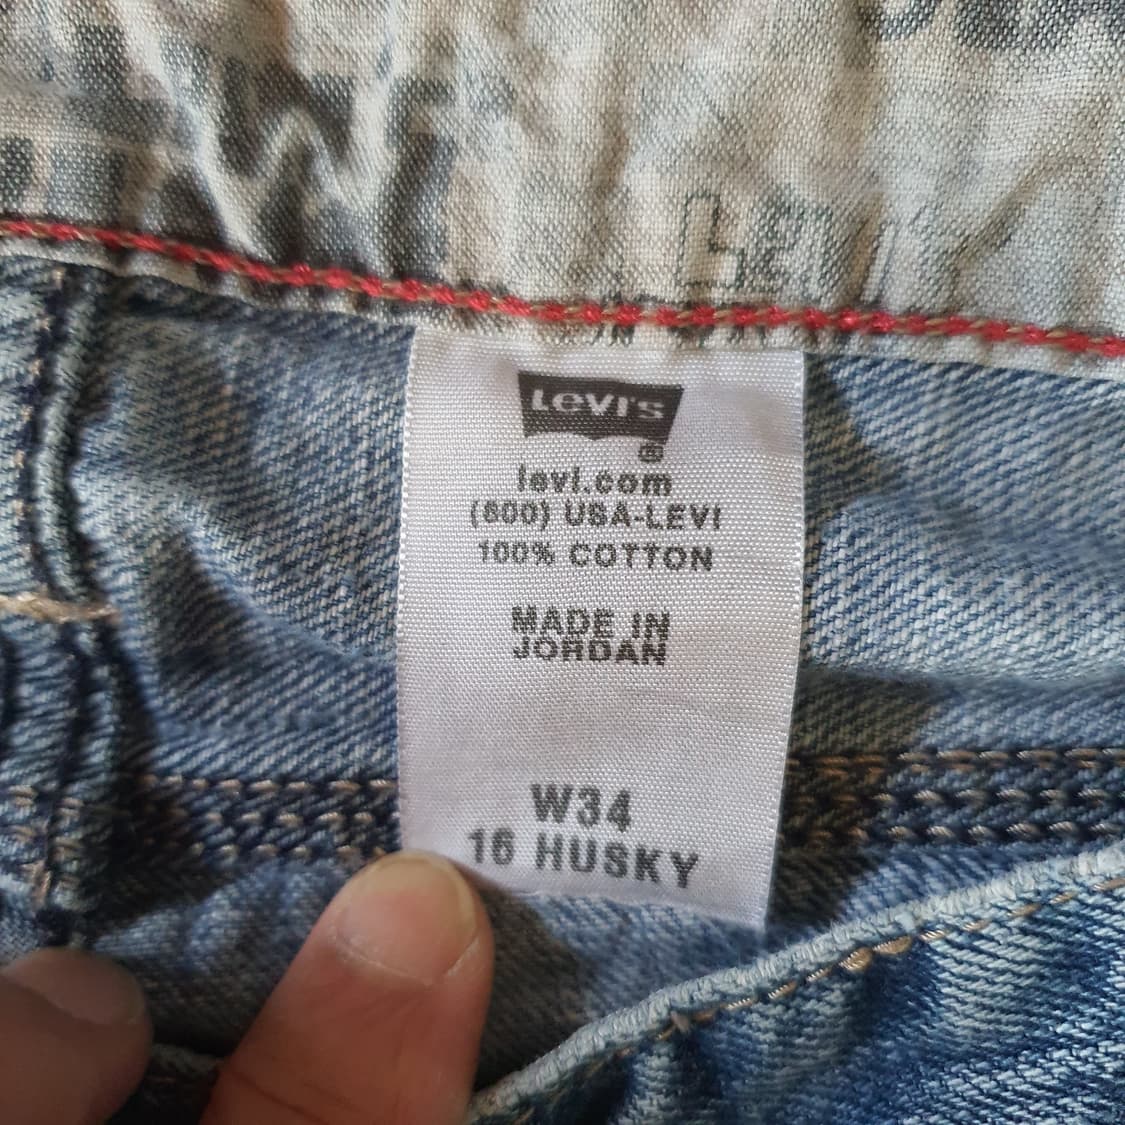 Levi's
®
levi.com
(800) USA-LEVI
100% COTTON
MADE IN
JORDAN
W34
16 HUSKY